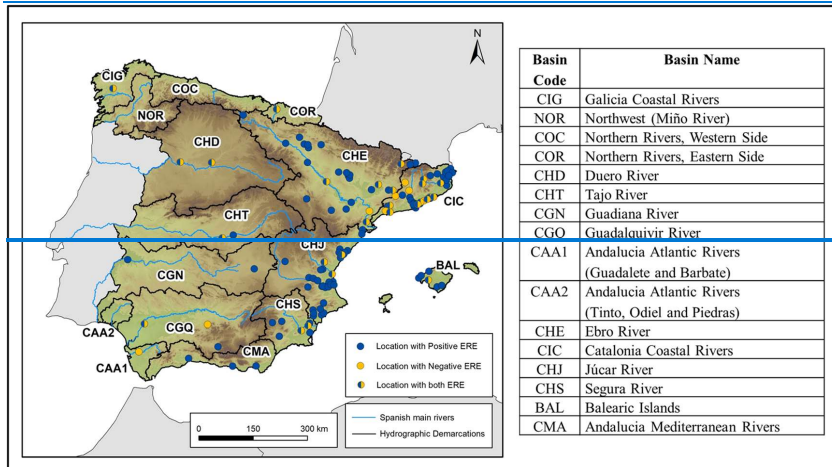 N
CIG
COC
COR
NOR
CHD
CHE
CIC
CHT
CHJ
BAL
CGN
CHS
CGQ
CAA2
CMA
CAA1
Location with Positive ERE
Location with Negative ERE
Location with both ERE
0 150 300 km
Spanish main rivers
Hydrographic Demarcations
Basin Code Basin Name
CIG Galicia Coastal Rivers
NOR Northwest (Miño River)
COC Northern Rivers, Western Side
COR Northern Rivers, Eastern Side
CHD Duero River
CHT Tajo River
CGN Guadiana River
CGQ Guadalquivir River
CAA1 Andalucia Atlantic Rivers
(Guadalete and Barbate)
CAA2 Andalucia Atlantic Rivers
(Tinto, Odiel and Piedras)
CHE Ebro River
CIC Catalonia Coastal Rivers
CHJ Júcar River
CHS Segura River
BAL Balearic Islands
CMA Andalucia Mediterranean Rivers